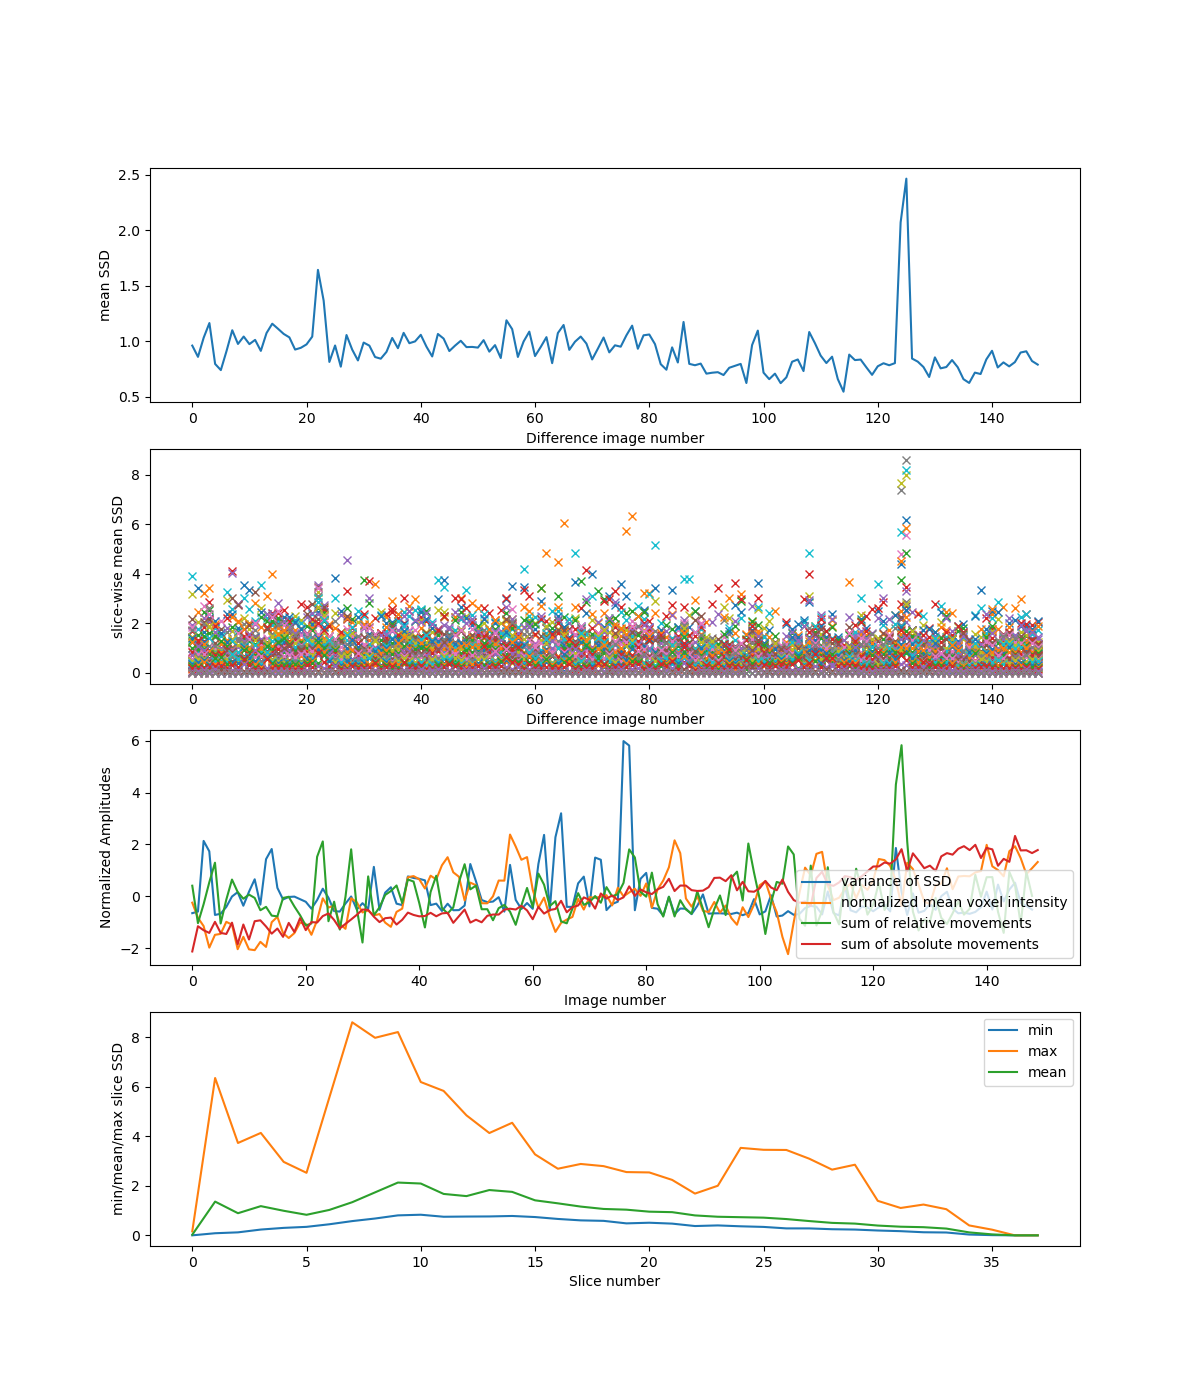 mean SSD
2.5
2.0
1.5
1.0
0.5
0 20 40 60 80 100 120 140
Difference image number
slice-wise mean SSD
8
6
4
2
0
0 20 40 60 80 100 120 140
Difference image number
Normalized Amplitudes
6
4
2
0
−2
variance of SSD
normalized mean voxel intensity
sum of relative movements
sum of absolute movements
0 20 40 60 80 100 120 140
Image number
min/mean/max slice SSD
8
6
4
2
0
min
max
mean
0 5 10 15 20 25 30 35
Slice number